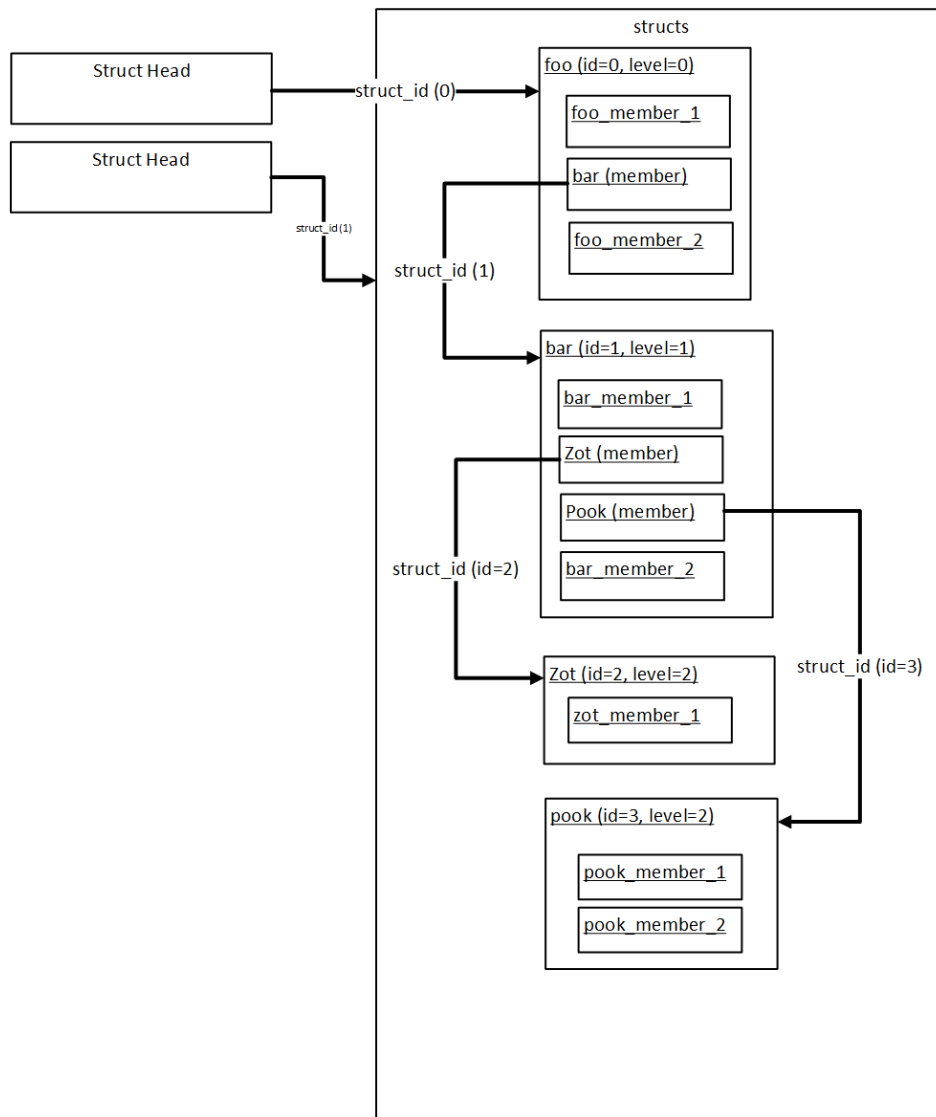 structs
Struct Head
struct_id (0)
foo (id=0, level=0)
foo_member_1
Struct Head
bar (member)
struct_id (1)
foo_member_2
struct_id (1)
bar (id=1, level=1)
bar_member_1
Zot (member)
Pook (member)
struct_id (id=2)
bar_member_2
Zot (id=2, level=2)
struct_id (id=3)
zot_member_1
pook (id=3, level=2)
pook_member_1
pook_member_2